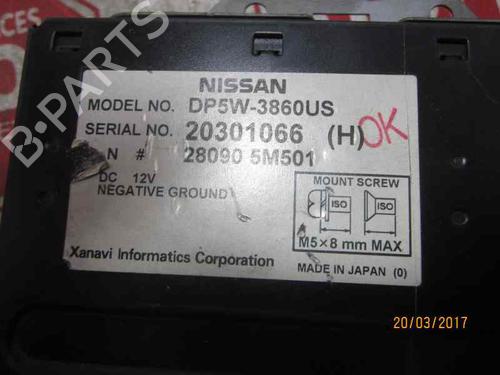 NISSAN
MODEL NO. DP5W-3860US
SERIAL NO. 20301066 (H) OK
N # 28090 5M501
DC 12V
NEGATIVE GROUND
MOUNT SCREW
ISO ISO
M5×8 mm MAX
Xanavi Informatics Corporation
MADE IN JAPAN (0)
20/03/2017